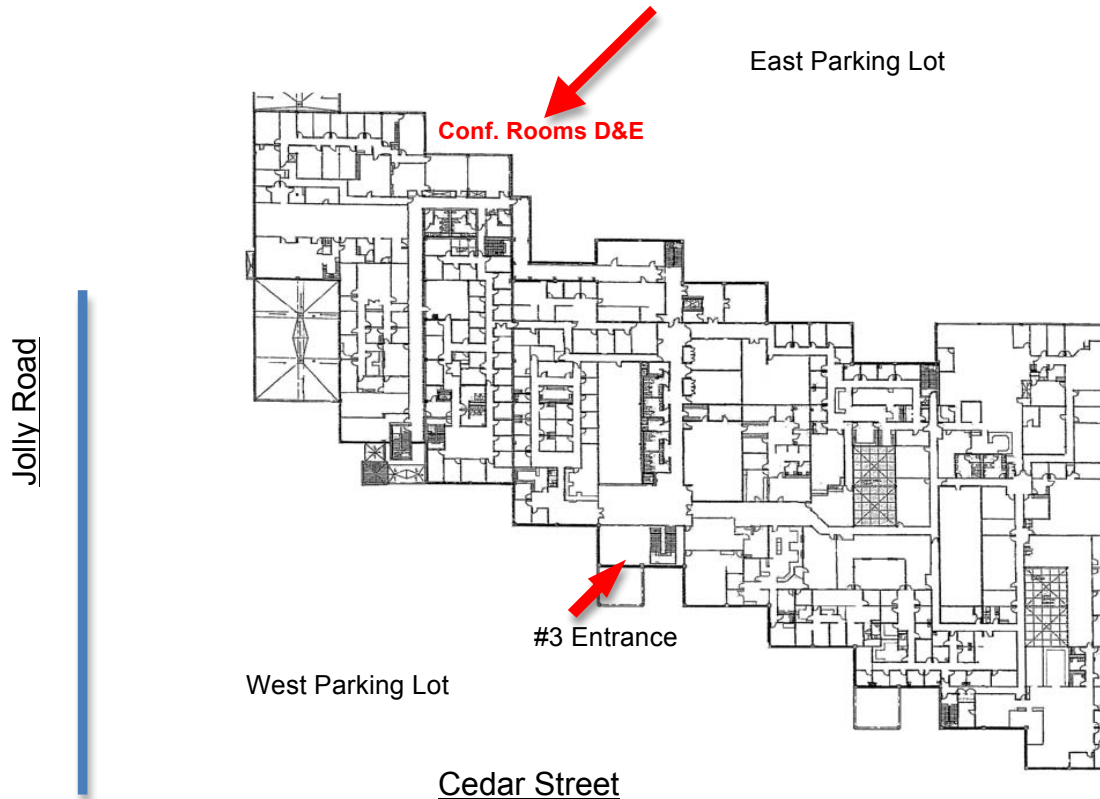 East Parking Lot
Conf. Rooms D&E
Jolly Road
#3 Entrance
West Parking Lot
Cedar Street